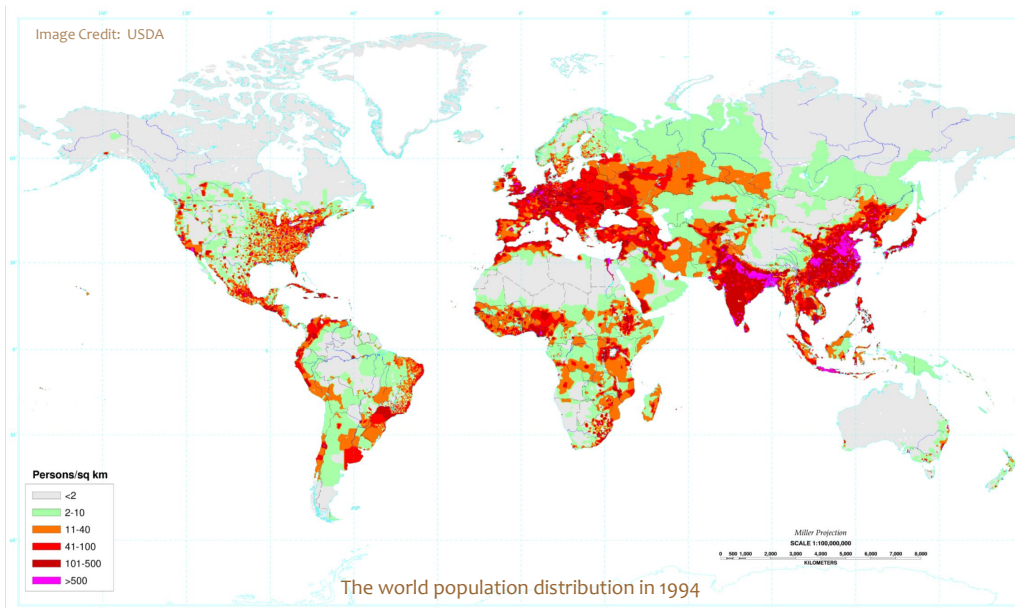 Image Credit: USDA
Persons/sq km
<2
2-10
11-40
41-100
101-500
>500
Miller Projection
SCALE 1:100,000,000
0 500 1,000 2,000 3,000 4,000 5,000 6,000 7,000 8,000
KILOMETERS
The world population distribution in 1994